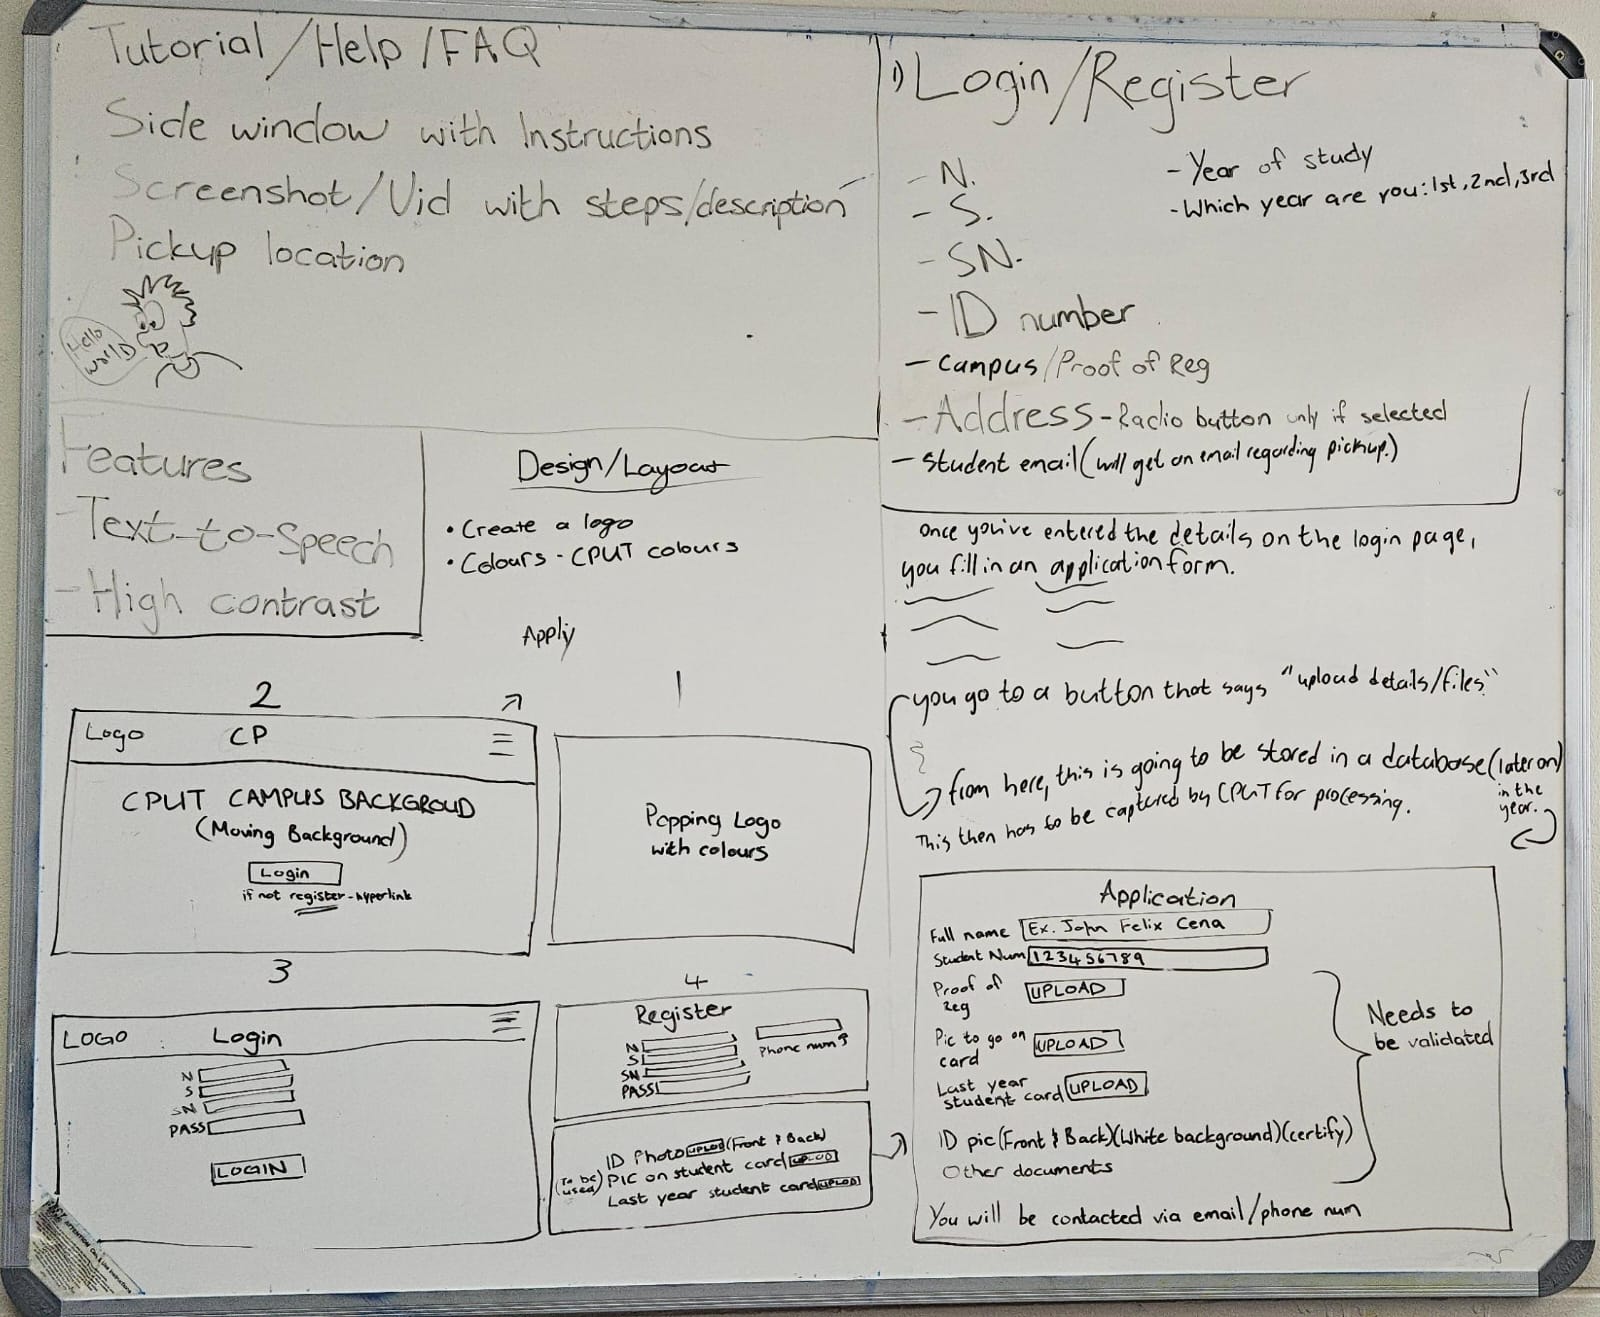 Tutorial/Help/FAQ
Side window with Instructions
Screenshot/Vid with steps/description
Pickup location
Hello
worlD
Features
- Text-to-Speech
- High contrast
Design/Layout
• Create a logo
• Colours - CPUT colours
Apply
1) Login/Register
- N.
- S.
- SN.
- ID number
- Campus/Proof of Reg
- Address - Radio button only if selected
- Student email (will get an email regarding pickup.)
- Year of study
- Which year are you: 1st, 2nd, 3rd
once you've entered the details on the login page,
you fill in an application form.
you go to a button that says "upload details/files"
from here, this is going to be stored in a database (later on)
in the
year.
This then has to be captured by CPUT for processing.
2
Logo CP
CPUT CAMPUS BACKGROUD
(Moving Background)
Login
if not register - hyperlink
1
Popping Logo
with colours
3
LOGO Login
N
S
SN
PASS
LOGIN
4
Register
N
S
SN
PASS
Phone num?
ID Photo UPLOD (Front & Back)
(To be
used)
PIC on student card UPLOD
Last year student card UPLOD
Application
Full name Ex. John Felix Cena
Student Num 123456789
Proof of
Reg
UPLOAD
Pic to go on
card
UPLOAD
Last year
student card
UPLOAD
ID pic (Front & Back) (White background) (certify)
Other documents
Needs to
be validated
You will be contacted via email/phone num